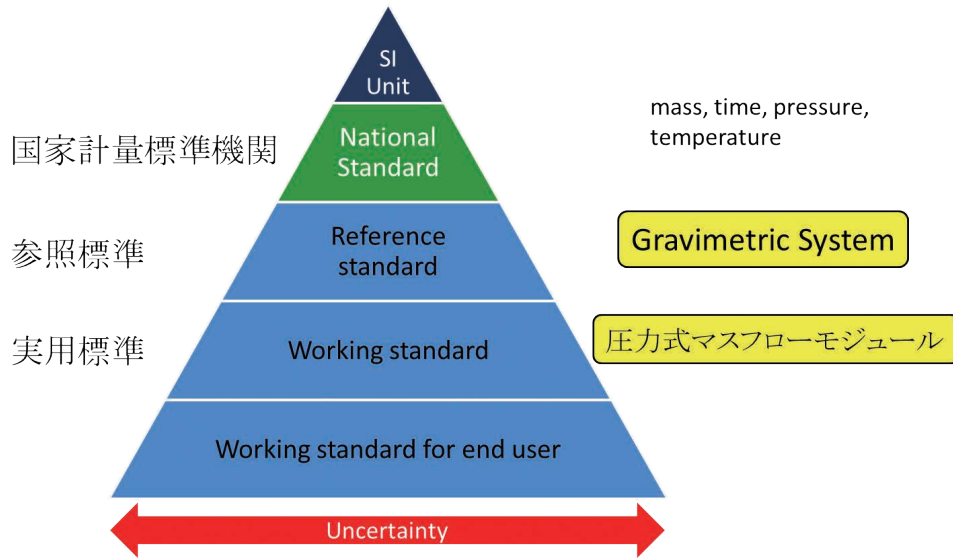 SI
Unit
国家計量標準機関
National
Standard
mass, time, pressure,
temperature
参照標準
Reference
standard
Gravimetric System
実用標準
Working standard
圧力式マスフローモジュール
Working standard for end user
Uncertainty